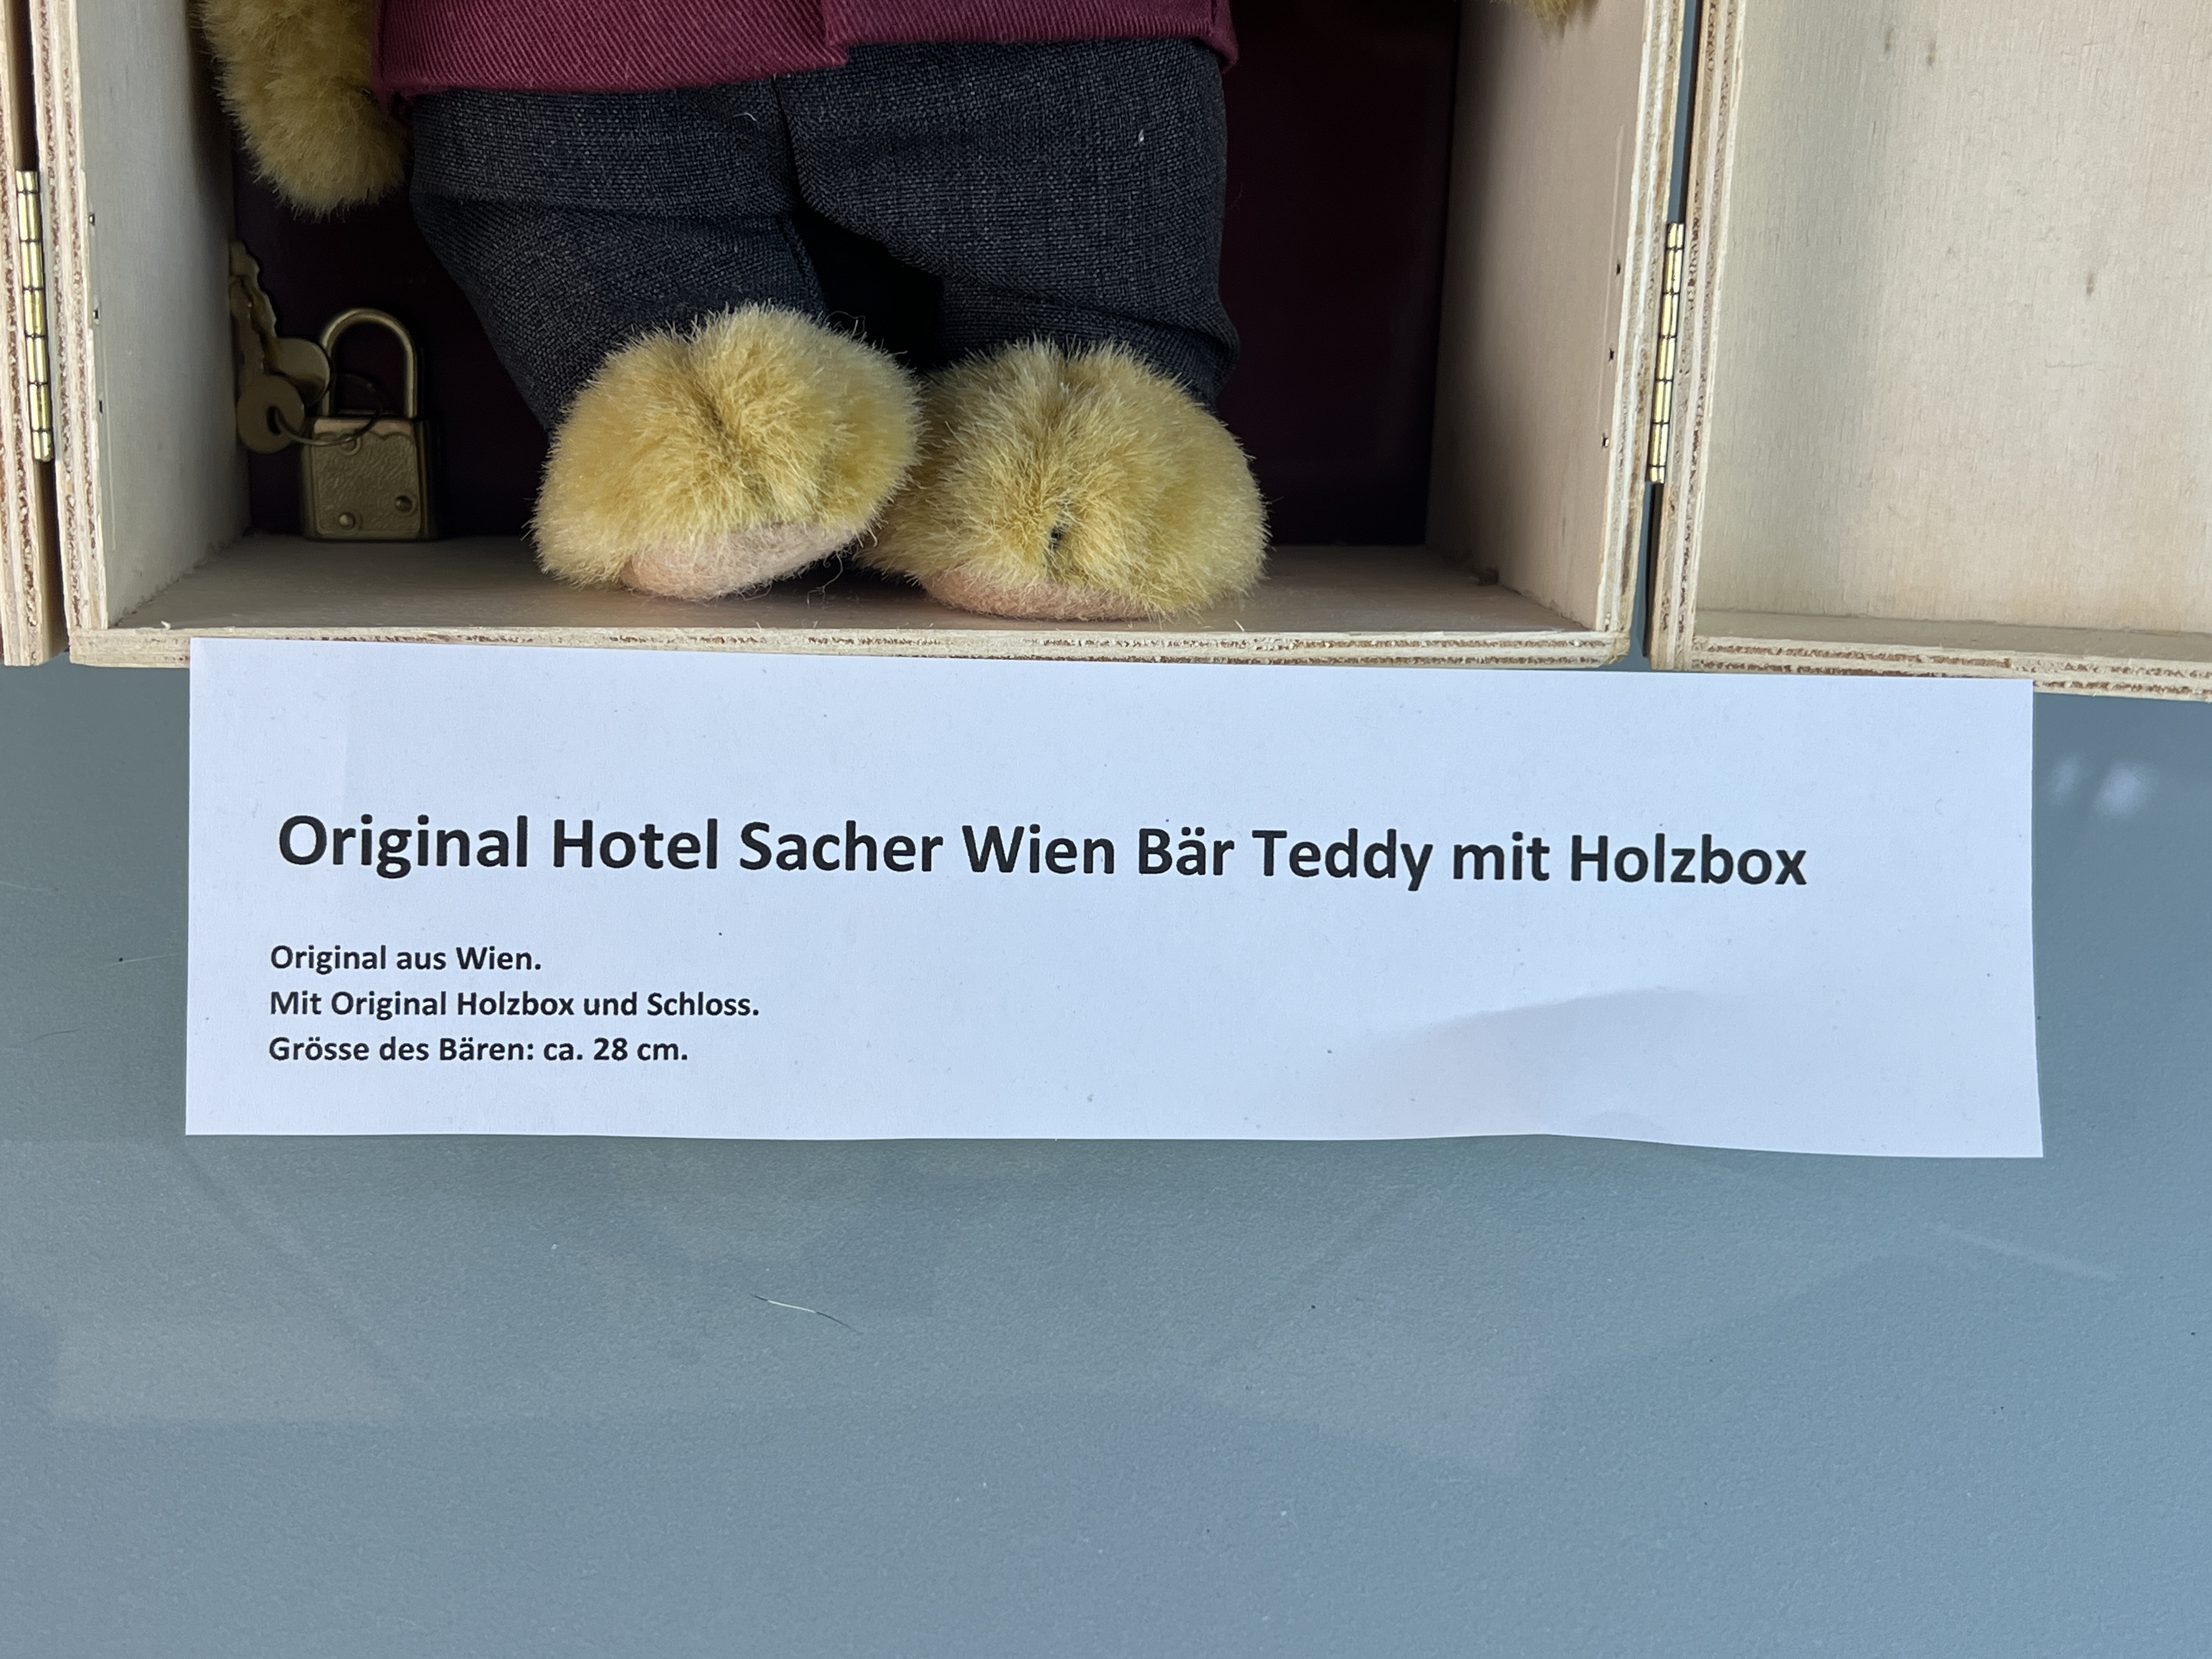 Original Hotel Sacher Wien Bär Teddy mit Holzbox
Original aus Wien.
Mit Original Holzbox und Schloss.
Grösse des Bären: ca. 28 cm.